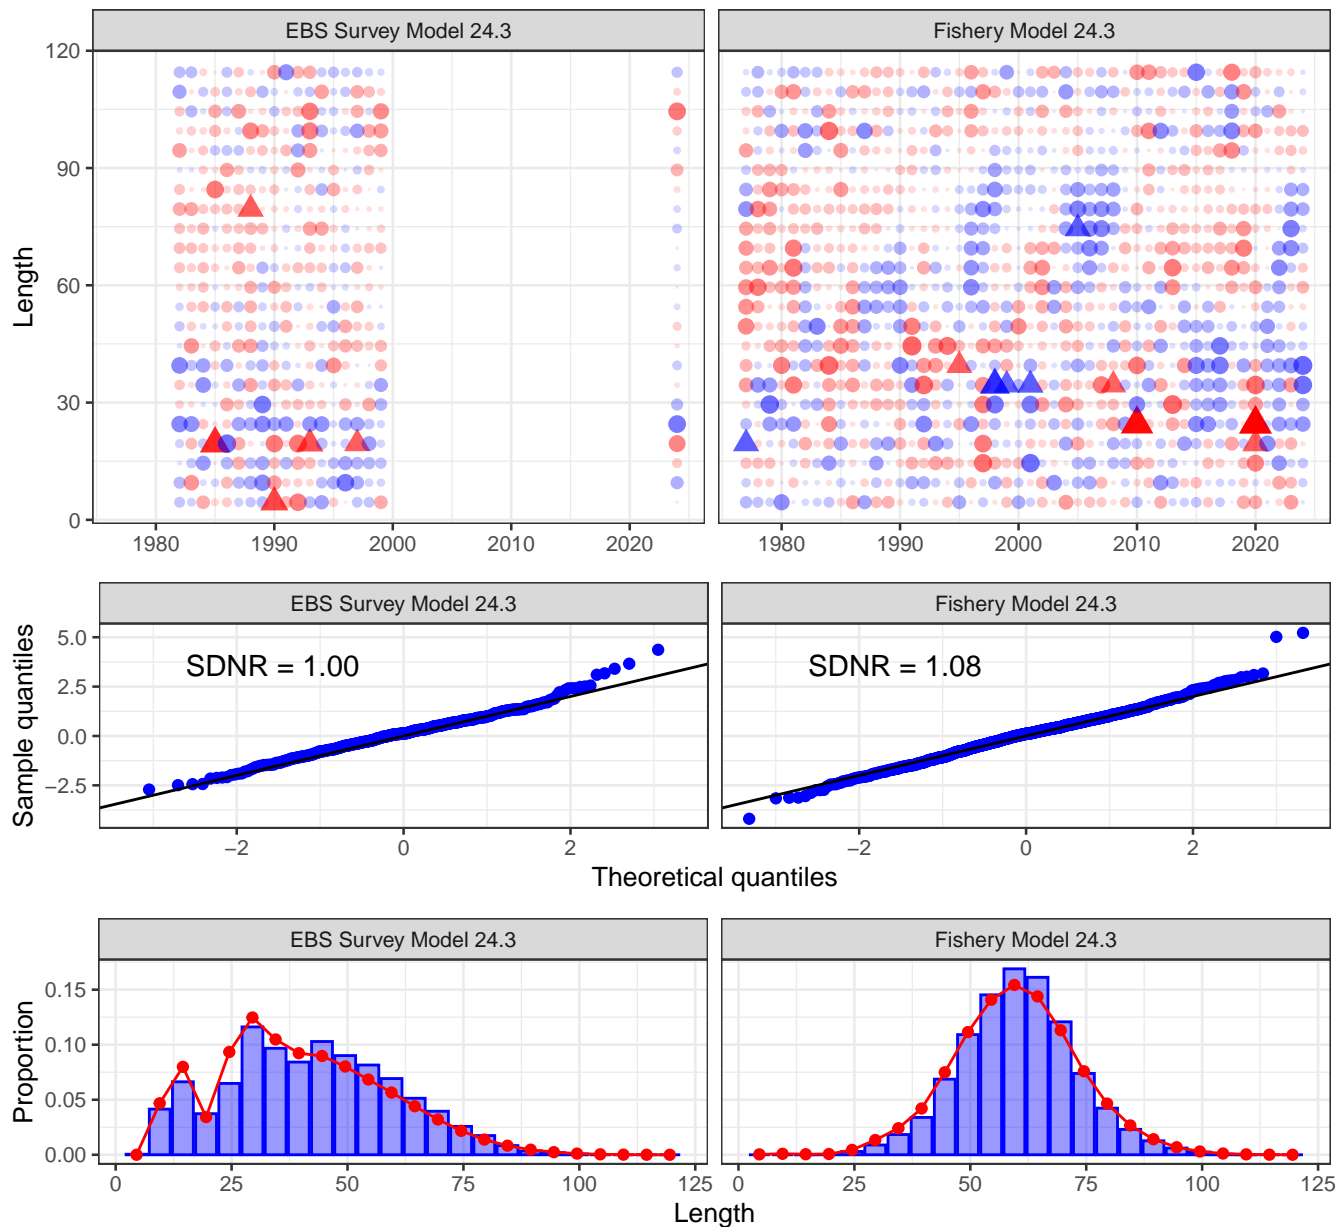 EBS Survey Model 24.3 Fishery Model 24.3
120
90
60
30
0
Length
1980 1990 2000 2010 2020 1980 1990 2000 2010 2020
EBS Survey Model 24.3 Fishery Model 24.3
5.0
2.5
0.0
−2.5
Sample quantiles
SDNR = 1.00 SDNR = 1.08
−2 0 2 −2 0 2
Theoretical quantiles
EBS Survey Model 24.3 Fishery Model 24.3
0.15
0.10
0.05
0.00
Proportion
0 25 50 75 100 125 0 25 50 75 100 125
Length